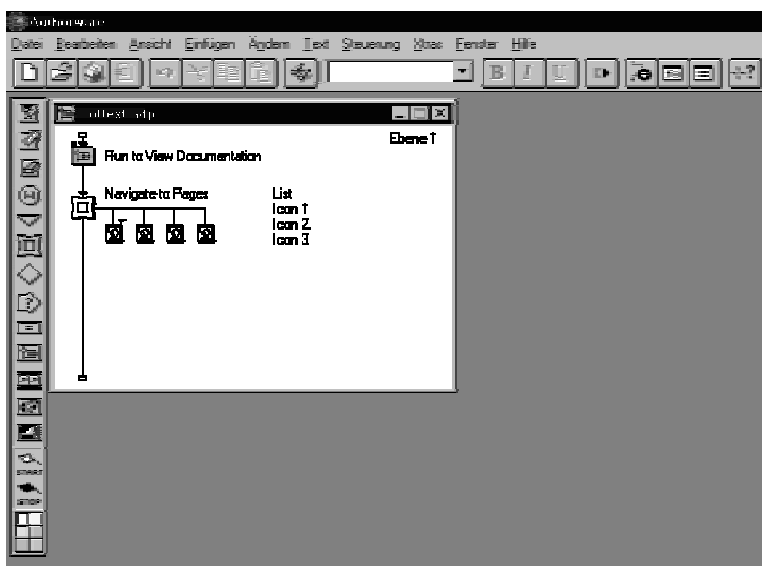 Authorware
Datei Bearbeiten Ansicht Einfügen Ändern Text Steuerung Xtras Fenster Hilfe
B I U
Ebene 1
Run to View Documentation
Navigate to Pages
List
Icon 1
Icon 2
Icon 3
START
STOP